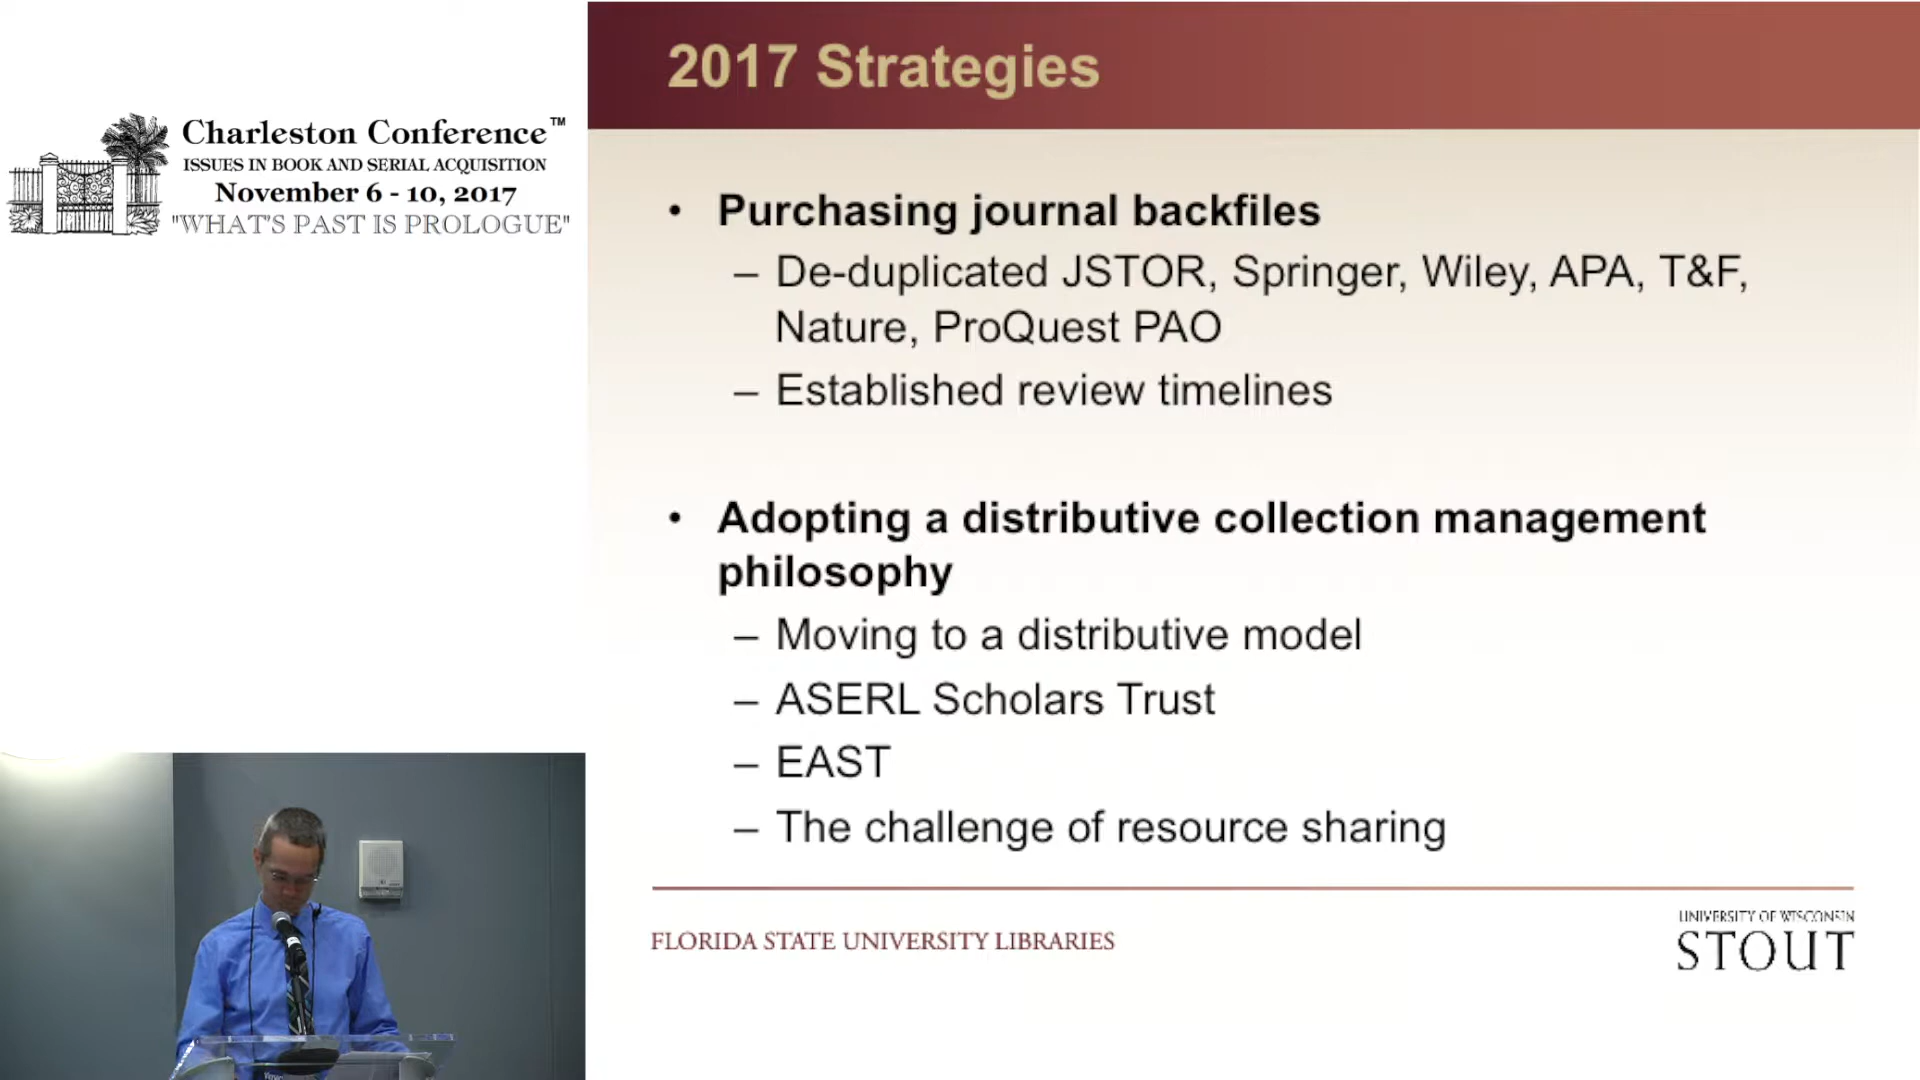 Charleston Conference™
ISSUES IN BOOK AND SERIAL ACQUISITION
November 6 - 10, 2017
"WHAT'S PAST IS PROLOGUE"
2017 Strategies
• Purchasing journal backfiles
– De-duplicated JSTOR, Springer, Wiley, APA, T&F,
Nature, ProQuest PAO
– Established review timelines
• Adopting a distributive collection management
philosophy
– Moving to a distributive model
– ASERL Scholars Trust
– EAST
– The challenge of resource sharing
FLORIDA STATE UNIVERSITY LIBRARIES
UNIVERSITY OF WISCONSIN
STOUT